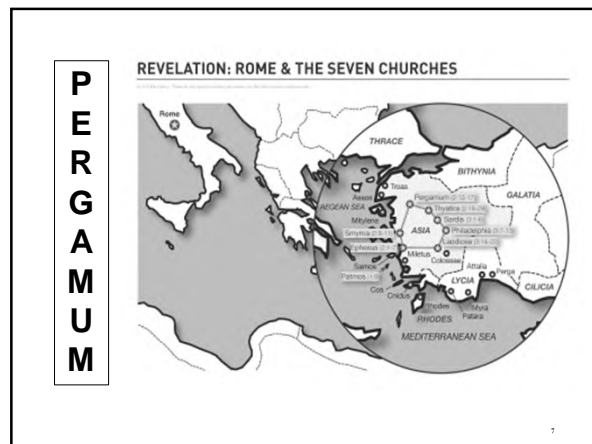 PERGAMUM
REVELATION: ROME & THE SEVEN CHURCHES
Rome
THRACE
BITHYNIA
GALATIA
Troas
Assos
AEGEAN SEA
Pergamum (2:12-17)
Mitylene
Thyatira (2:18-29)
Sardis (3:1-6)
Smyrna (2:8-11)
ASIA
Philadelphia (3:7-13)
Ephesus (2:1-7)
Laodicea (3:14-22)
Samos
Miletus
Colossae
Patmos (1:9)
Attalia
Perga
LYCIA
CILICIA
Cos
Cnidus
Rhodes
Myra
Patara
RHODES
MEDITERRANEAN SEA
7